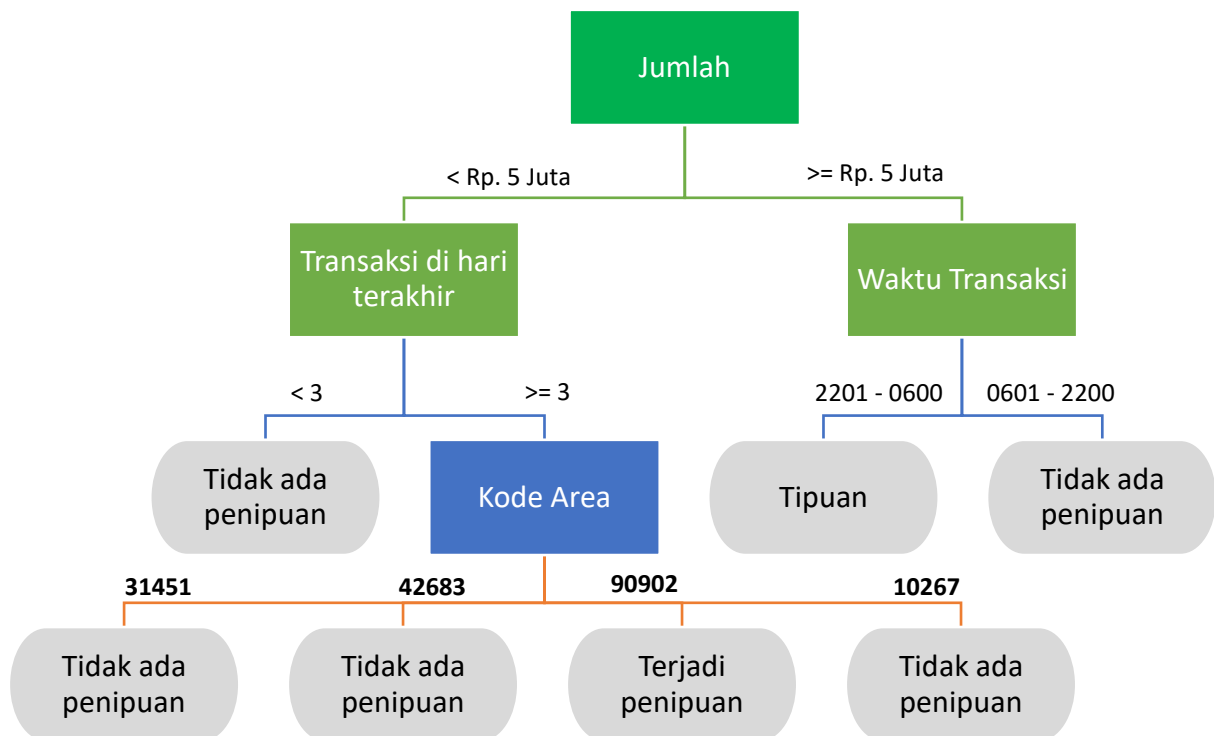 Jumlah
< Rp. 5 Juta
>= Rp. 5 Juta
Transaksi di hari
terakhir
Waktu Transaksi
< 3
>= 3
2201 - 0600
0601 - 2200
Tidak ada
penipuan
Kode Area
Tipuan
Tidak ada
penipuan
31451
42683
90902
10267
Tidak ada
penipuan
Tidak ada
penipuan
Terjadi
penipuan
Tidak ada
penipuan